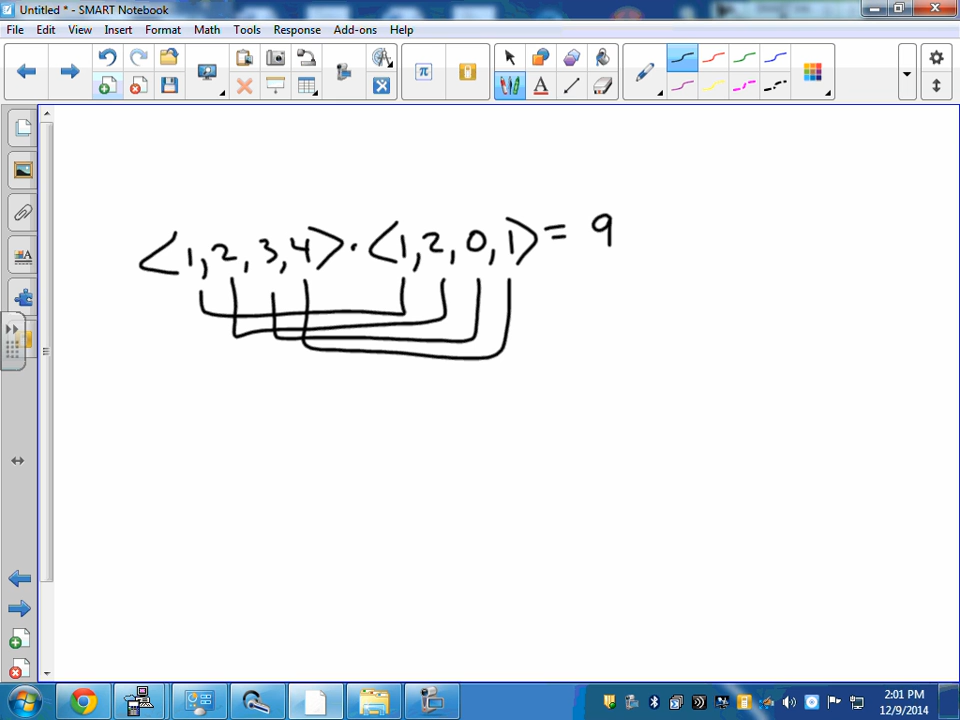 Untitled * - SMART Notebook
File Edit View Insert Format Math Tools Response Add-ons Help
<1,2,3,4>·<1,2,0,1>= 9
2:01 PM
12/9/2014